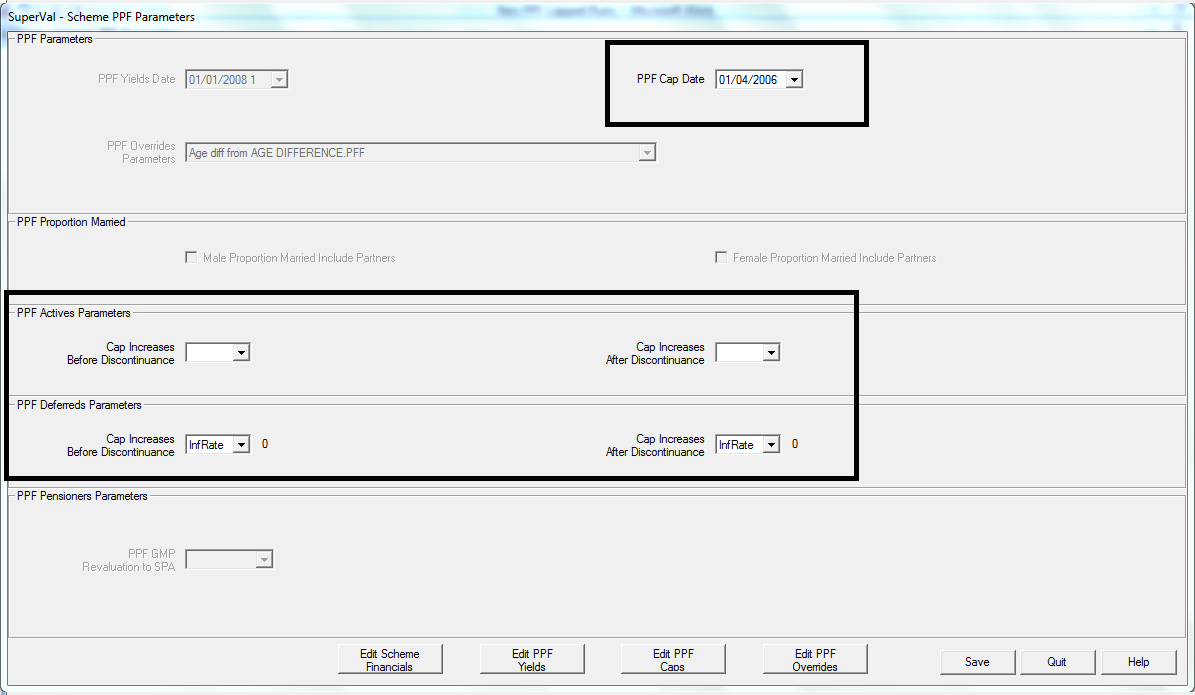 SuperVal - Scheme PPF Parameters
PPF Parameters
PPF Yields Date 01/01/2008 1
PPF Cap Date 01/04/2006
PPF Overrides
Parameters
Age diff from AGE DIFFERENCE.PFF
PPF Proportion Married
Male Proportion Married Include Partners
Female Proportion Married Include Partners
PPF Actives Parameters
Cap Increases
Before Discontinuance
Cap Increases
After Discontinuance
PPF Deferreds Parameters
Cap Increases
Before Discontinuance
InfRate 0
Cap Increases
After Discontinuance
InfRate 0
PPF Pensioners Parameters
PPF GMP
Revaluation to SPA
Edit Scheme
Financials
Edit PPF
Yields
Edit PPF
Caps
Edit PPF
Overrides
Save
Quit
Help